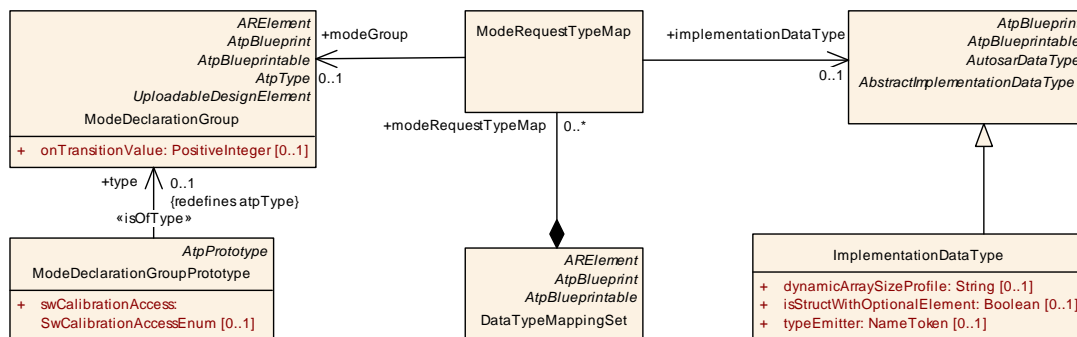 ARElement
AtpBlueprint
AtpBlueprintable
AtpType
UploadableDesignElement
ModeDeclarationGroup
+ onTransitionValue: PositiveInteger [0..1]
+modeGroup
0..1
ModeRequestTypeMap
+implementationDataType
0..1
AtpBlueprint
AtpBlueprintable
AutosarDataType
AbstractImplementationDataType
+modeRequestTypeMap
0..*
+type
0..1
{redefines atpType}
«isOfType»
AtpPrototype
ModeDeclarationGroupPrototype
+ swCalibrationAccess:
SwCalibrationAccessEnum [0..1]
ARElement
AtpBlueprint
AtpBlueprintable
DataTypeMappingSet
ImplementationDataType
+ dynamicArraySizeProfile: String [0..1]
+ isStructWithOptionalElement: Boolean [0..1]
+ typeEmitter: NameToken [0..1]